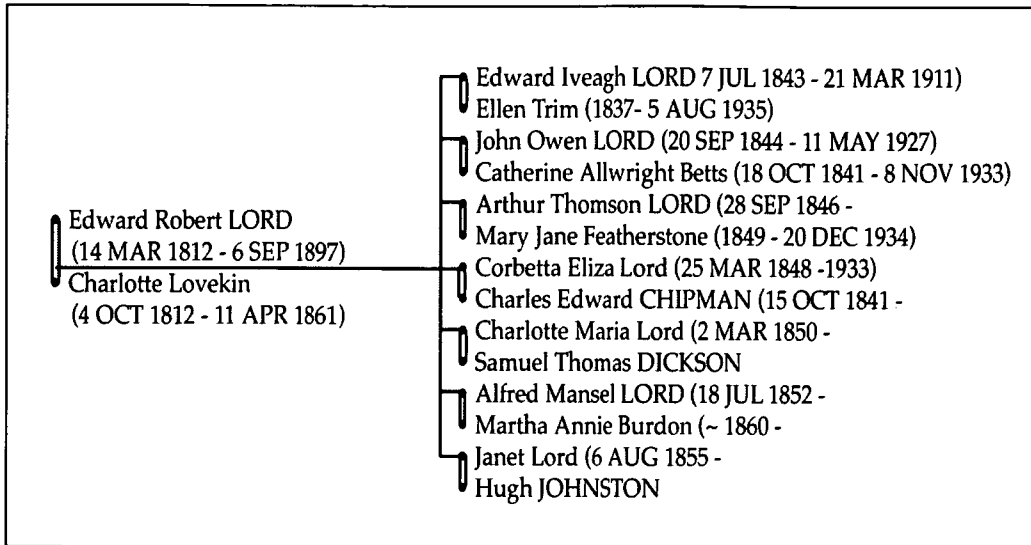 Edward Robert LORD
(14 MAR 1812 - 6 SEP 1897)
Charlotte Lovekin
(4 OCT 1812 - 11 APR 1861)
Edward Iveagh LORD 7 JUL 1843 - 21 MAR 1911)
Ellen Trim (1837- 5 AUG 1935)
John Owen LORD (20 SEP 1844 - 11 MAY 1927)
Catherine Allwright Betts (18 OCT 1841 - 8 NOV 1933)
Arthur Thomson LORD (28 SEP 1846 -
Mary Jane Featherstone (1849 - 20 DEC 1934)
Corbetta Eliza Lord (25 MAR 1848 -1933)
Charles Edward CHIPMAN (15 OCT 1841 -
Charlotte Maria Lord (2 MAR 1850 -
Samuel Thomas DICKSON
Alfred Mansel LORD (18 JUL 1852 -
Martha Annie Burdon (~ 1860 -
Janet Lord (6 AUG 1855 -
Hugh JOHNSTON